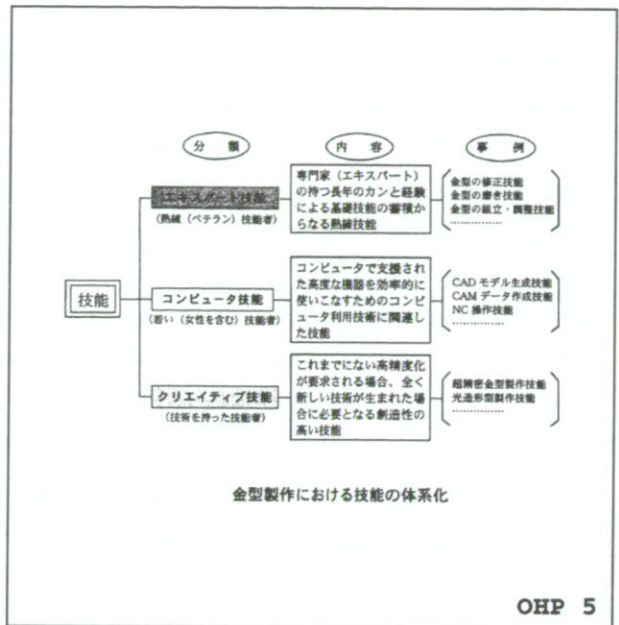 分　類
内　容
事　例
技能
エキスパート技能
(熟練（ベテラン）技能者)
専門家（エキスパート）
の持つ長年のカンと経験
による基礎技能の蓄積か
らなる熟練技能
金型の修正技能
金型の磨き技能
金型の組立・調整技能
……………
コンピュータ技能
(若い（女性を含む）技能者)
コンピュータで支援され
た高度な機器を効率的に
使いこなすためのコンピ
ュータ利用技術に関連し
た技能
CAD モデル生成技能
CAM データ作成技能
NC 操作技能
……………
クリエイティブ技能
(技術を持った技能者)
これまでにない高精度化
が要求される場合、全く
新しい技術が生まれた場
合に必要となる創造性の
高い技能
超精密金型製作技能
光造形型製作技能
……………
金型製作における技能の体系化
OHP 5